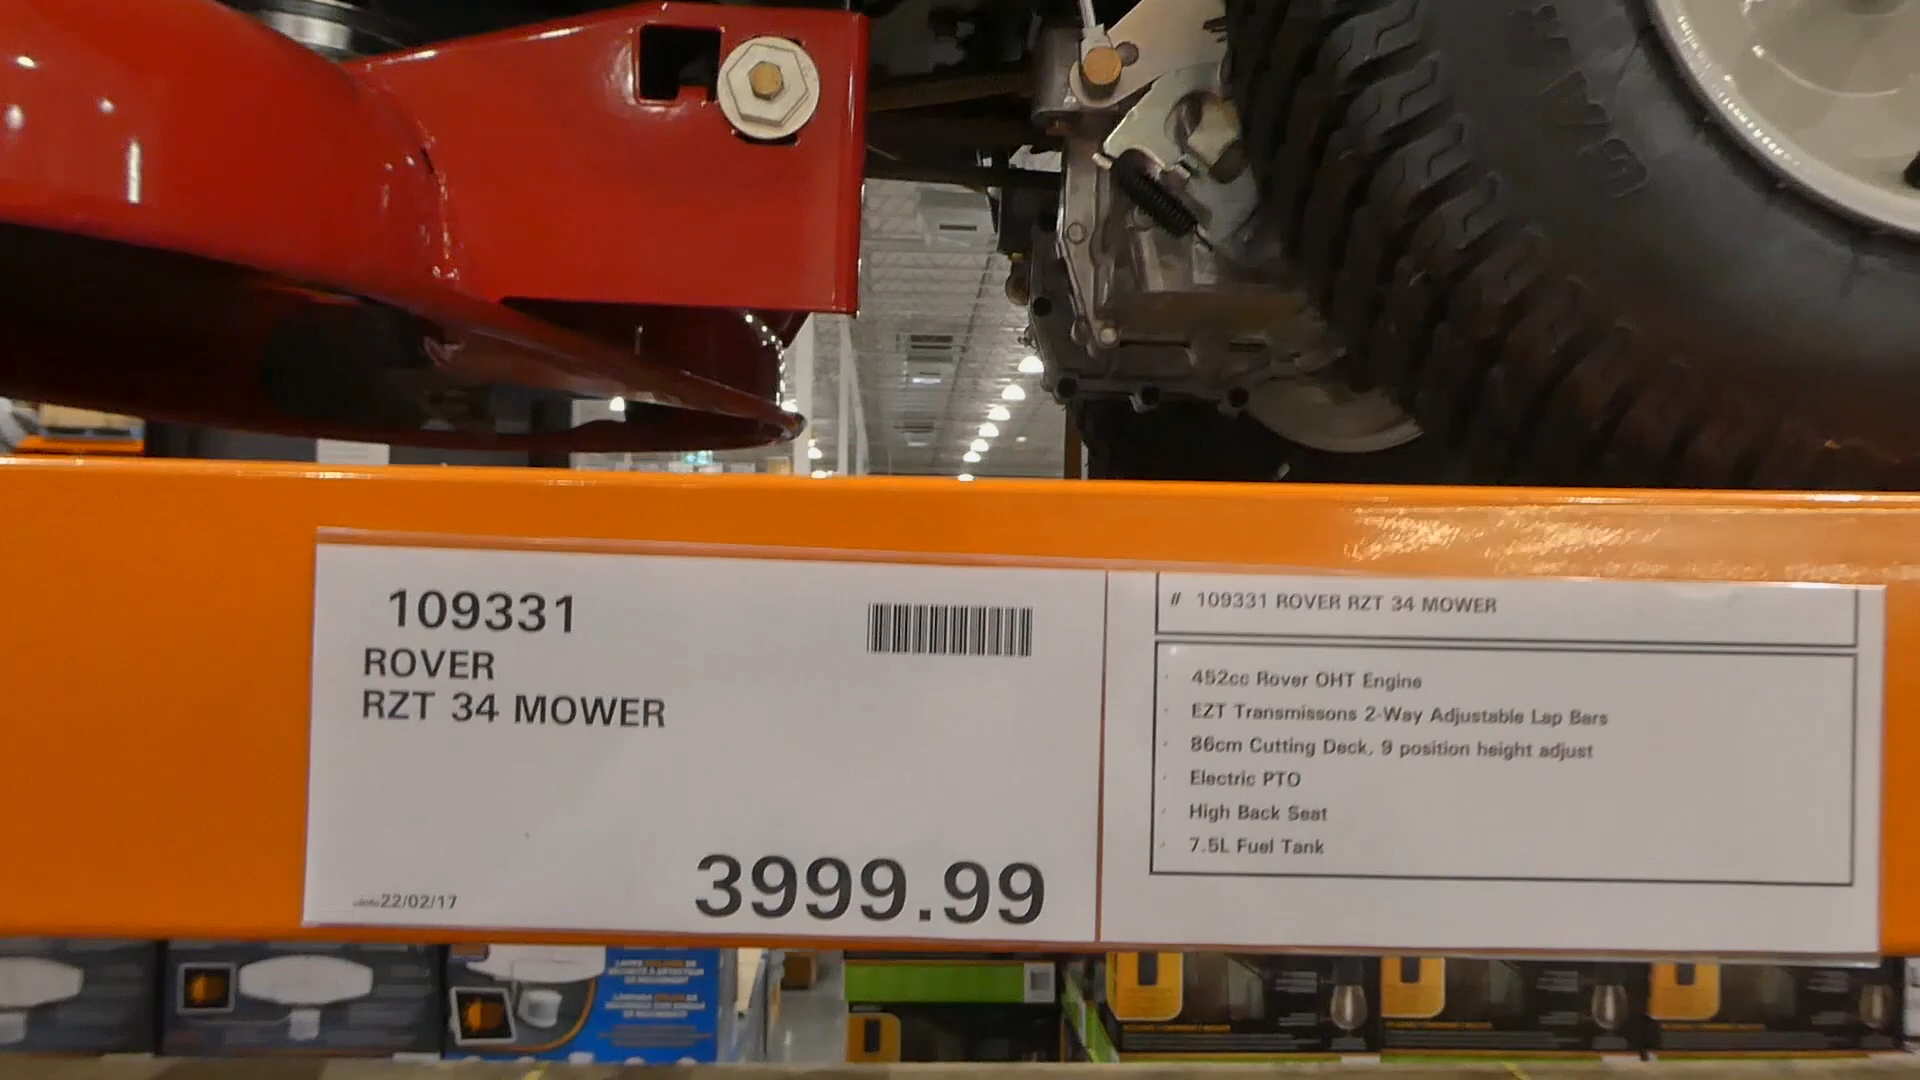 109331
ROVER
RZT 34 MOWER
22/02/17
3999.99
# 109331 ROVER RZT 34 MOWER
· 452cc Rover OHT Engine
· EZT Transmissons 2-Way Adjustable Lap Bars
· 86cm Cutting Deck, 9 position height adjust
· Electric PTO
· High Back Seat
· 7.5L Fuel Tank